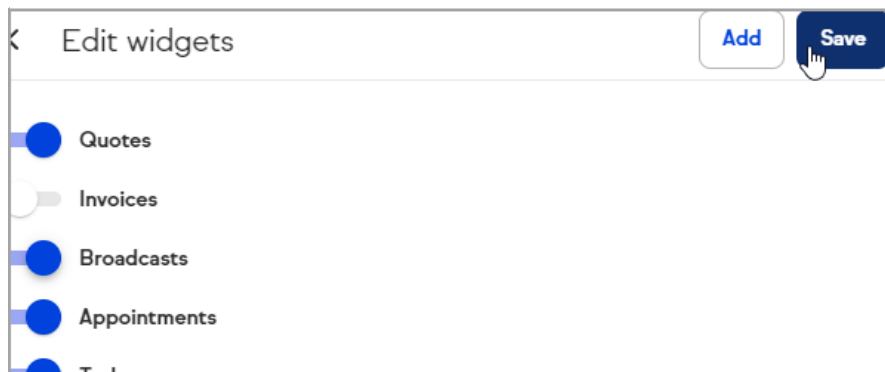 Edit widgets
Add
Save
Quotes
Invoices
Broadcasts
Appointments